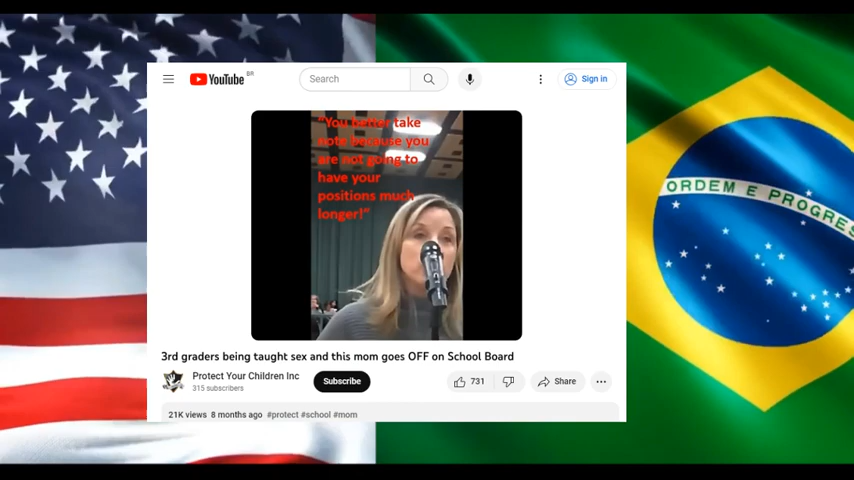 YouTube BR
Search
Sign in
"You better take
note because you
are not going to
have your
positions much
longer!"
3rd graders being taught sex and this mom goes OFF on School Board
Protect Your Children Inc
315 subscribers
Subscribe
731
Share
21K views 8 months ago #protect #school #mom
ORDEM E PROGRES